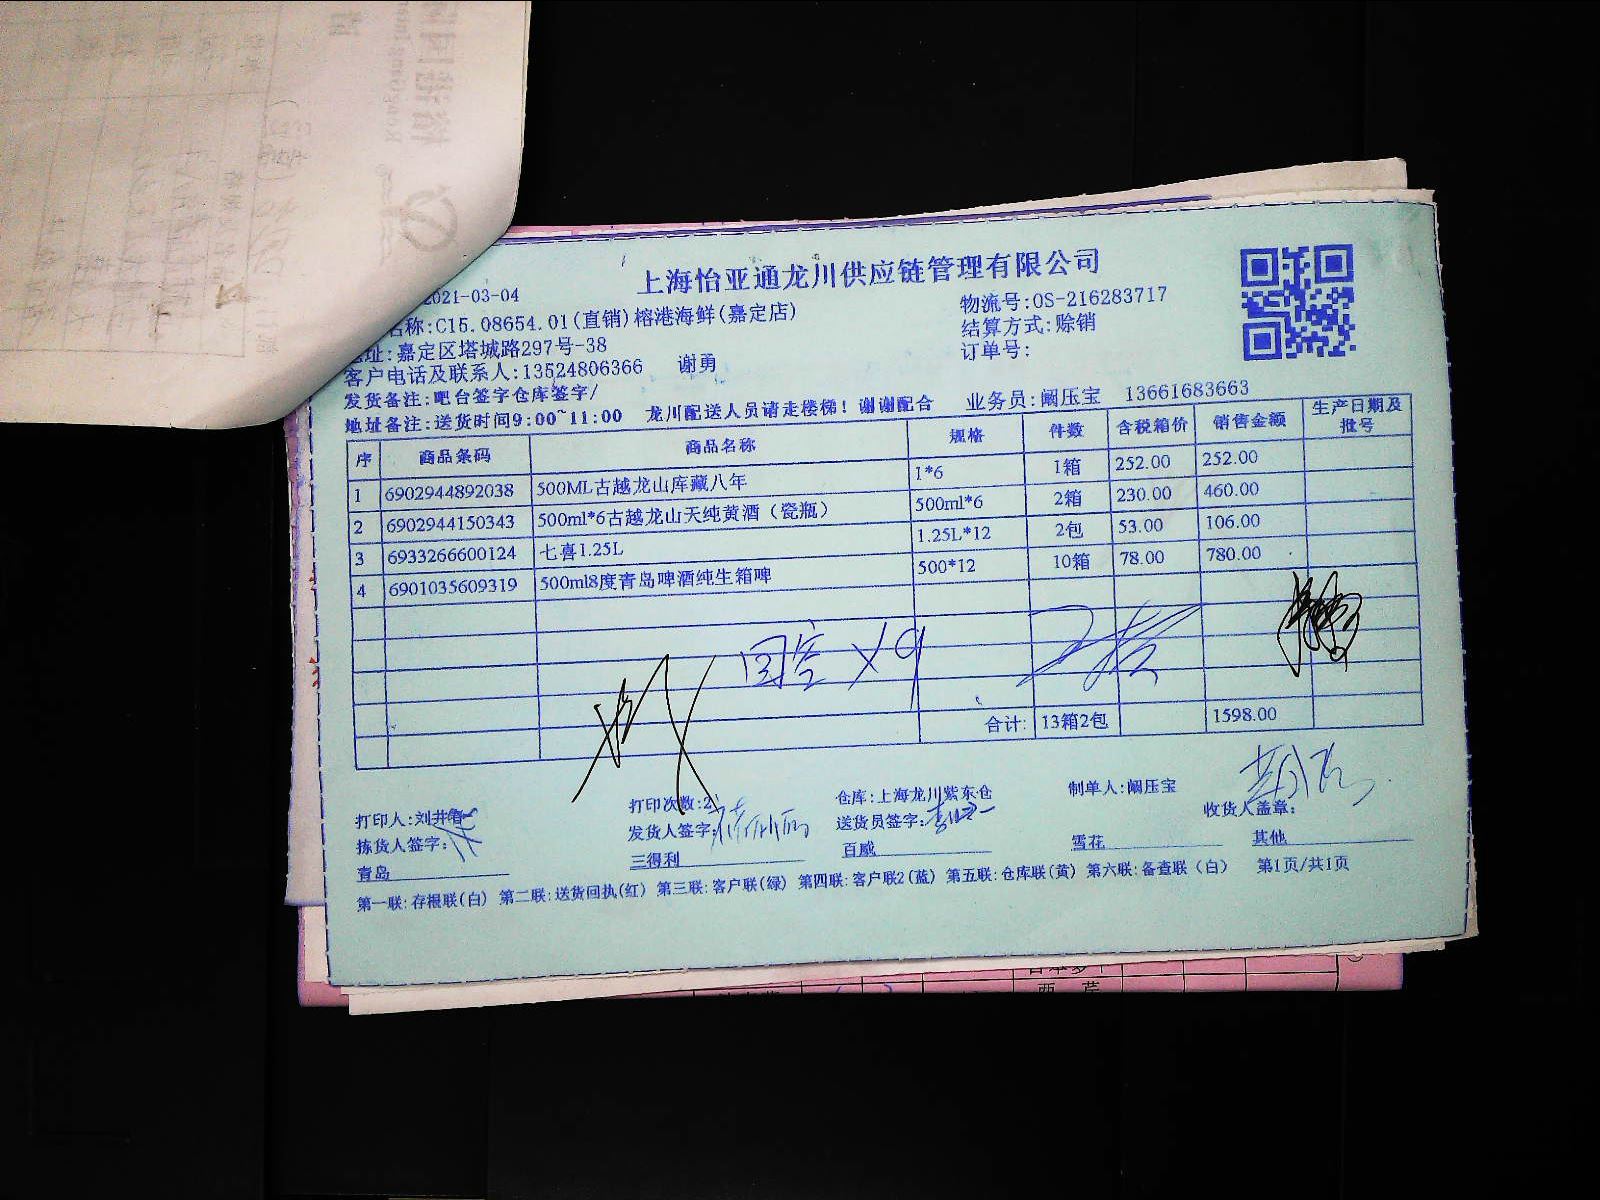 上海怡亚通龙川供应链管理有限公司
2021-03-04
物流号:OS-216283717
名称:C15.08654.01(直销)榕港海鲜(嘉定店)
结算方式:赊销
地址:嘉定区塔城路297号-38
订单号:
客户电话及联系人:13524806366 谢勇
发货备注:吧台签字仓库签字/
地址备注:送货时间9:00~11:00 龙川配送人员请走楼梯!谢谢配合 业务员:阚压宝 13661683663
序 商品条码 商品名称 规格 件数 含税箱价 销售金额 生产日期及批号
1 6902944892038 500ML古越龙山库藏八年 1*6 1箱 252.00 252.00
2 6902944150343 500ml*6古越龙山天纯黄酒（瓷瓶） 500ml*6 2箱 230.00 460.00
3 6933266600124 七喜1.25L 1.25L*12 2包 53.00 106.00
4 6901035609319 500ml8度青岛啤酒纯生箱啤 500*12 10箱 78.00 780.00
回空 x9
合计: 13箱2包 1598.00
打印人:刘井 打印次数:2 仓库:上海龙川紫东仓 制单人:阚压宝
拣货人签字: 发货人签字: 送货员签字: 收货人盖章:
青岛 三得利 百威 雪花 其他
第一联:存根联(白) 第二联:送货回执(红) 第三联:客户联(绿) 第四联:客户联2(蓝) 第五联:仓库联(黄) 第六联:备查联（白） 第1页/共1页